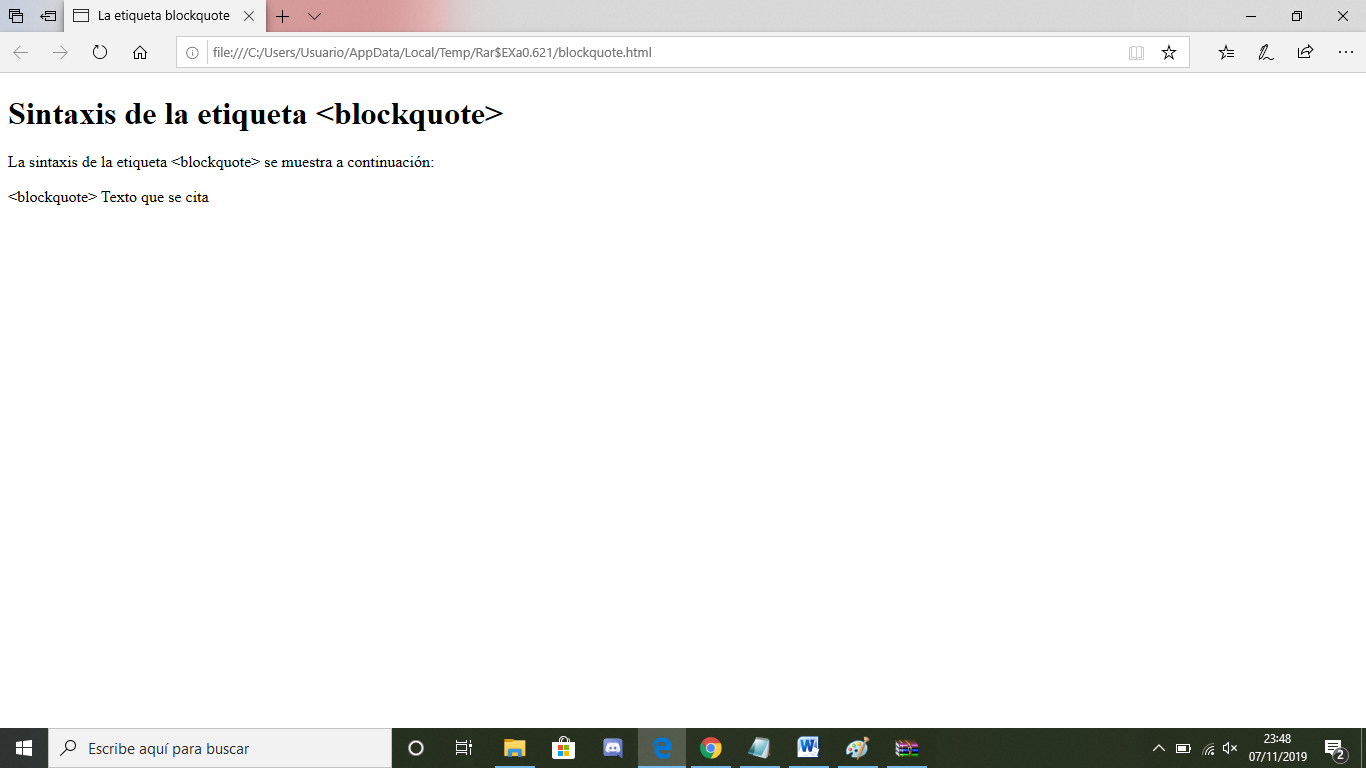 La etiqueta blockquote
file:///C:/Users/Usuario/AppData/Local/Temp/Rar$EXa0.621/blockquote.html
Sintaxis de la etiqueta <blockquote>
La sintaxis de la etiqueta <blockquote> se muestra a continuación:
<blockquote> Texto que se cita
Escribe aquí para buscar
23:48
07/11/2019
2